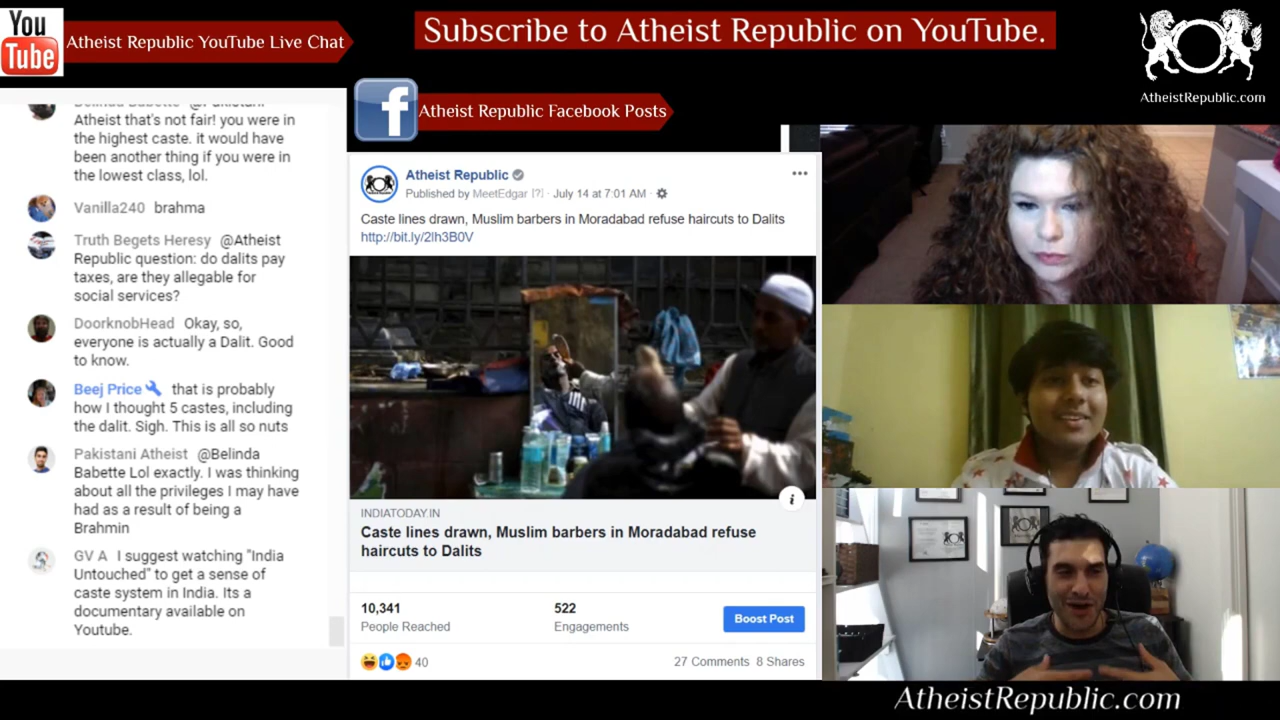 You
Tube
Atheist Republic YouTube Live Chat
Subscribe to Atheist Republic on YouTube.
AtheistRepublic.com
Atheist Republic Facebook Posts
Atheist that's not fair! you were in
the highest caste. it would have
been another thing if you were in
the lowest class, lol.
Vanilla240 brahma
Truth Begets Heresy @Atheist
Republic question: do dalits pay
taxes, are they allegable for
social services?
DoorknobHead Okay, so,
everyone is actually a Dalit. Good
to know.
Beej Price that is probably
how I thought 5 castes, including
the dalit. Sigh. This is all so nuts
Pakistani Atheist @Belinda
Babette Lol exactly. I was thinking
about all the privileges I may have
had as a result of being a
Brahmin
GV A I suggest watching "India
Untouched" to get a sense of
caste system in India. Its a
documentary available on
Youtube.
Atheist Republic
Published by MeetEdgar [?] · July 14 at 7:01 AM ·
Caste lines drawn, Muslim barbers in Moradabad refuse haircuts to Dalits
http://bit.ly/2lh3B0V
INDIATODAY.IN
Caste lines drawn, Muslim barbers in Moradabad refuse
haircuts to Dalits
10,341
People Reached
522
Engagements
Boost Post
40
27 Comments 8 Shares
AtheistRepublic.com